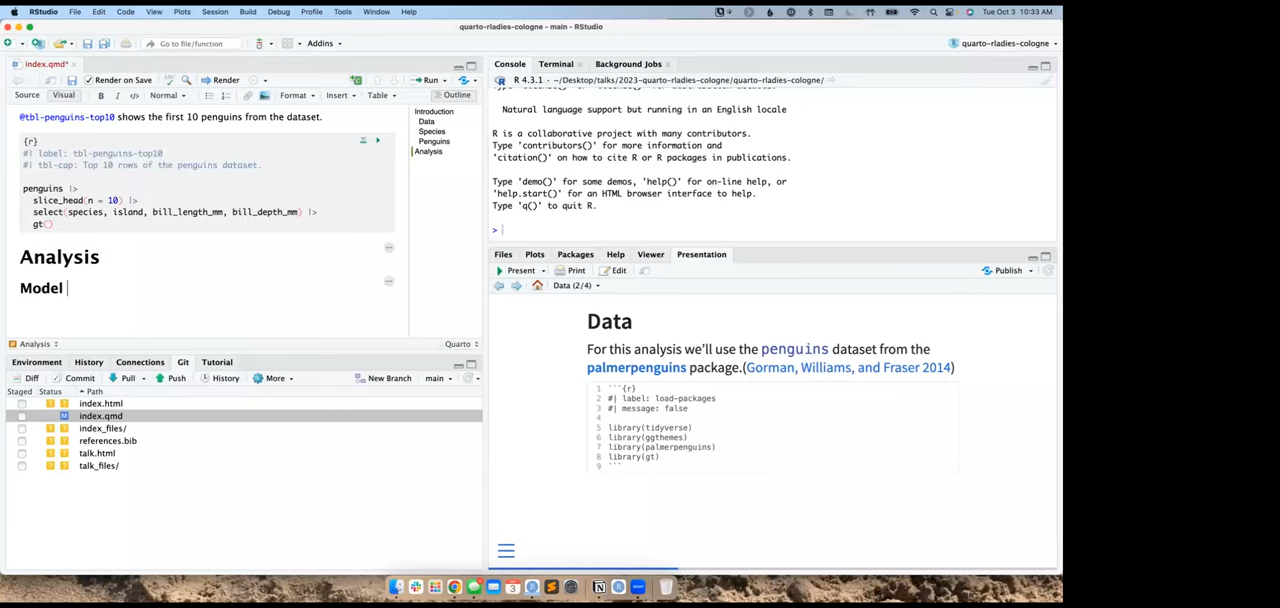 RStudio File Edit Code View Plots Session Build Debug Profile Tools Window Help Tue Oct 3 10:33 AM
quarto-rladies-cologne - main - RStudio
Go to file/function Addins quarto-rladies-cologne
index.qmd*
Render on Save Render Run
Source Visual B I </> Normal Format Insert Table Outline
@tbl-penguins-top10 shows the first 10 penguins from the dataset.
{r}
#| label: tbl-penguins-top10
#| tbl-cap: Top 10 rows of the penguins dataset.
penguins |>
slice_head(n = 10) |>
select(species, island, bill_length_mm, bill_depth_mm) |>
gt()
Analysis
Model
Introduction
Data
Species
Penguins
Analysis
Analysis Quarto
Console Terminal Background Jobs
R 4.3.1 · ~/Desktop/talks/2023-quarto-rladies-cologne/quarto-rladies-cologne/
Natural language support but running in an English locale
R is a collaborative project with many contributors.
Type 'contributors()' for more information and
'citation()' on how to cite R or R packages in publications.
Type 'demo()' for some demos, 'help()' for on-line help, or
'help.start()' for an HTML browser interface to help.
Type 'q()' to quit R.
>
Environment History Connections Git Tutorial
Diff Commit Pull Push History More New Branch main
Staged Status Path
? ? index.html
M index.qmd
? ? index_files/
? ? references.bib
? ? talk.html
? ? talk_files/
Files Plots Packages Help Viewer Presentation
Present Print Edit Publish
Data (2/4)
Data
For this analysis we'll use the penguins dataset from the
palmerpenguins package.(Gorman, Williams, and Fraser 2014)
1 ```{r}
2 #| label: load-packages
3 #| message: false
4
5 library(tidyverse)
6 library(ggthemes)
7 library(palmerpenguins)
8 library(gt)
9 ```